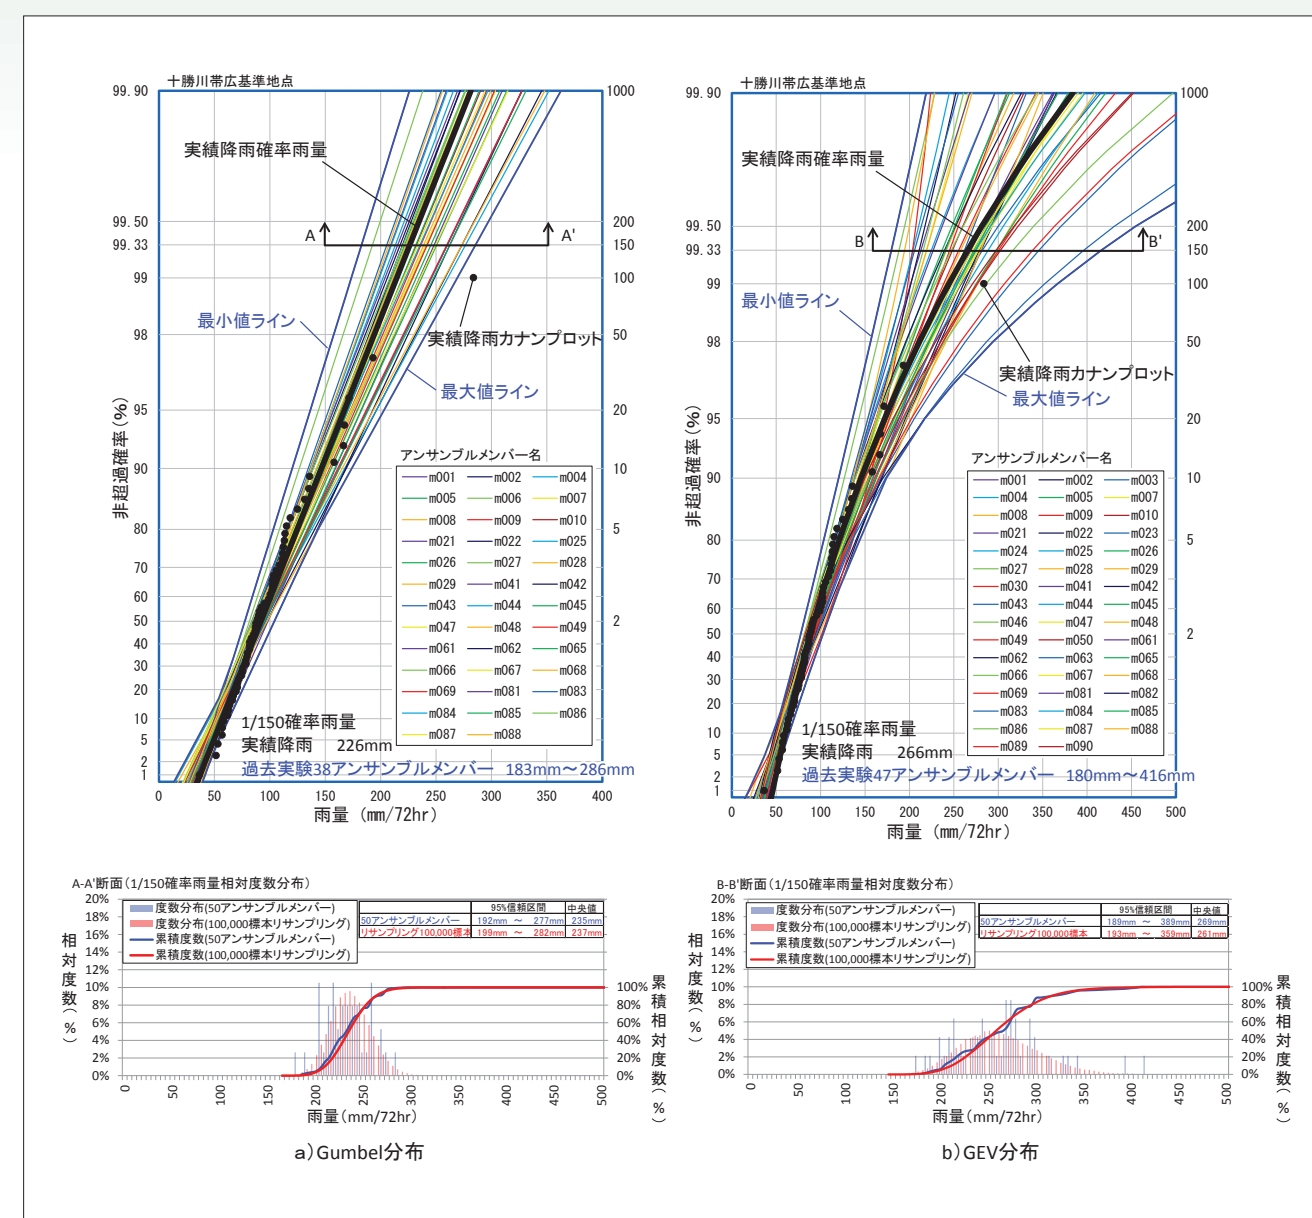 十勝川帯広基準地点
99.90
99.50
99.33
99
98
95
90
80
70
60
50
40
30
20
10
5
2
1
非超過確率(%)
1000
200
150
100
50
20
10
5
2
実績降雨確率雨量
A
A'
最小値ライン
実績降雨カナンプロット
最大値ライン
アンサンブルメンバー名
m001 m002 m004
m005 m006 m007
m008 m009 m010
m021 m022 m025
m026 m027 m028
m029 m041 m042
m043 m044 m045
m047 m048 m049
m061 m062 m065
m066 m067 m068
m069 m081 m083
m084 m085 m086
m087 m088
1/150確率雨量
実績降雨 226mm
過去実験38アンサンブルメンバー 183mm～286mm
0 50 100 150 200 250 300 350 400
雨量 (mm/72hr)
十勝川帯広基準地点
99.90
99.50
99.33
99
98
95
90
80
70
60
50
40
30
20
10
5
2
1
非超過確率(%)
1000
200
150
100
50
20
10
5
2
実績降雨確率雨量
B
B'
最小値ライン
実績降雨カナンプロット
最大値ライン
アンサンブルメンバー名
m001 m002 m003
m004 m005 m007
m008 m009 m010
m021 m022 m023
m024 m025 m026
m027 m028 m029
m030 m041 m042
m043 m044 m045
m046 m047 m048
m049 m050 m061
m062 m063 m065
m066 m067 m068
m069 m081 m082
m083 m084 m085
m086 m087 m088
m089 m090
1/150確率雨量
実績降雨 266mm
過去実験47アンサンブルメンバー 180mm～416mm
0 50 100 150 200 250 300 350 400 450 500
雨量 (mm/72hr)
A-A'断面(1/150確率雨量相対度数分布)
20%
18%
16%
14%
12%
10%
8%
6%
4%
2%
0%
相対度数)%(
度数分布(50アンサンブルメンバー)
度数分布(100,000標本リサンプリング)
累積度数(50アンサンブルメンバー)
累積度数(100,000標本リサンプリング)
95%信頼区間 中央値
50アンサンブルメンバー 192mm ～ 277mm 235mm
リサンプリング100,000標本 199mm ～ 282mm 237mm
100%
80%
60%
40%
20%
0%
累積相対度数)%(
0 50 100 150 200 250 300 350 400 450 500
雨量(mm/72hr)
a)Gumbel分布
B-B'断面(1/150確率雨量相対度数分布)
20%
18%
16%
14%
12%
10%
8%
6%
4%
2%
0%
相対度数)%(
度数分布(50アンサンブルメンバー)
度数分布(100,000標本リサンプリング)
累積度数(50アンサンブルメンバー)
累積度数(100,000標本リサンプリング)
95%信頼区間 中央値
50アンサンブルメンバー 189mm ～ 389mm 269mm
リサンプリング100,000標本 193mm ～ 359mm 261mm
100%
80%
60%
40%
20%
0%
累積相対度数)%(
0 50 100 150 200 250 300 350 400 450 500
雨量(mm/72hr)
b)GEV分布